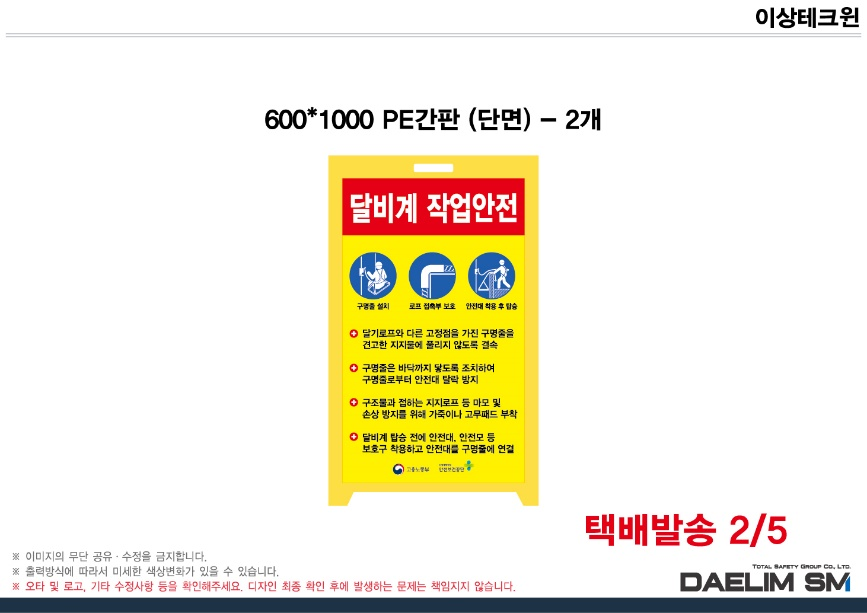 이상테크윈
600*1000 PE간판 (단면) - 2개
달비계 작업안전
구명줄 설치
로프 접촉부 보호
안전대 착용 후 탑승
달기로프와 다른 고정점을 가진 구명줄을
견고한 지지물에 풀리지 않도록 결속
구명줄은 바닥까지 닿도록 조치하여
구명줄로부터 안전대 탈락 방지
구조물과 접하는 지지로프 등 마모 및
손상 방지를 위해 가죽이나 고무패드 부착
달비계 탑승 전에 안전대, 안전모 등
보호구 착용하고 안전대를 구명줄에 연결
고용노동부
안전보건공단
택배발송 2/5
※ 이미지의 무단 공유·수정을 금지합니다.
※ 출력방식에 따라서 미세한 색상변화가 있을 수 있습니다.
※ 오타 및 로고, 기타 수정사항 등을 확인해주세요. 디자인 최종 확인 후에 발생하는 문제는 책임지지 않습니다.
TOTAL SAFETY GROUP CO., LTD.
DAELIM SM